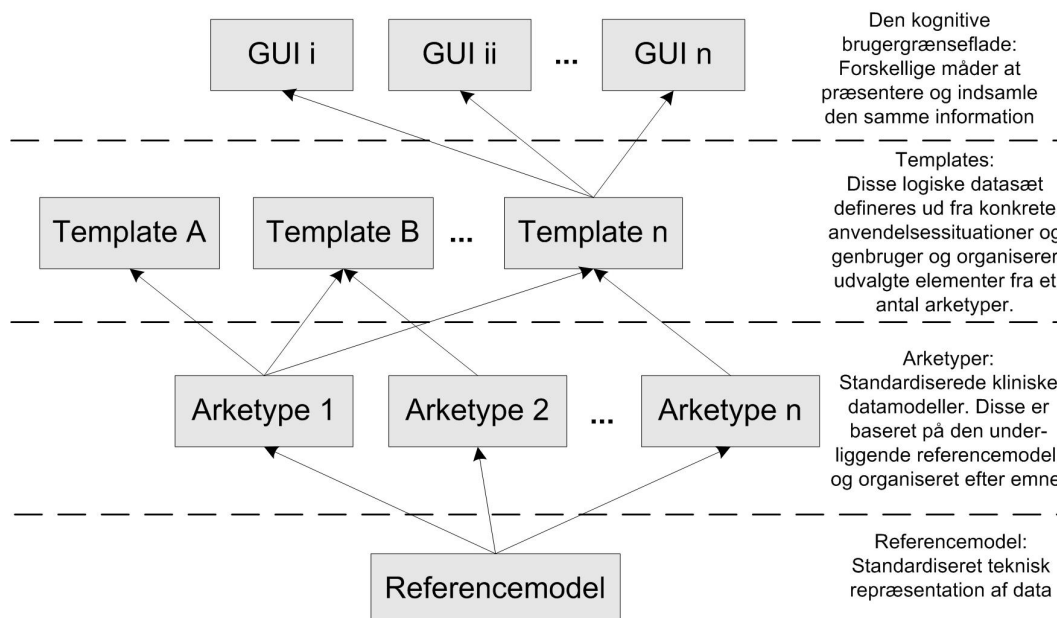 GUI i
GUI ii
...
GUI n
Den kognitive
brugergrænseflade:
Forskellige måder at
præsentere og indsamle
den samme information
Template A
Template B
...
Template n
Templates:
Disse logiske datasæt
defineres ud fra konkrete
anvendelsessituationer og
genbruger og organiserer
udvalgte elementer fra et
antal arketyper.
Arketype 1
Arketype 2
...
Arketype n
Arketyper:
Standardiserede kliniske
datamodeller. Disse er
baseret på den under-
liggende referencemodel
og organiseret efter emne
Referencemodel
Referencemodel:
Standardiseret teknisk
repræsentation af data